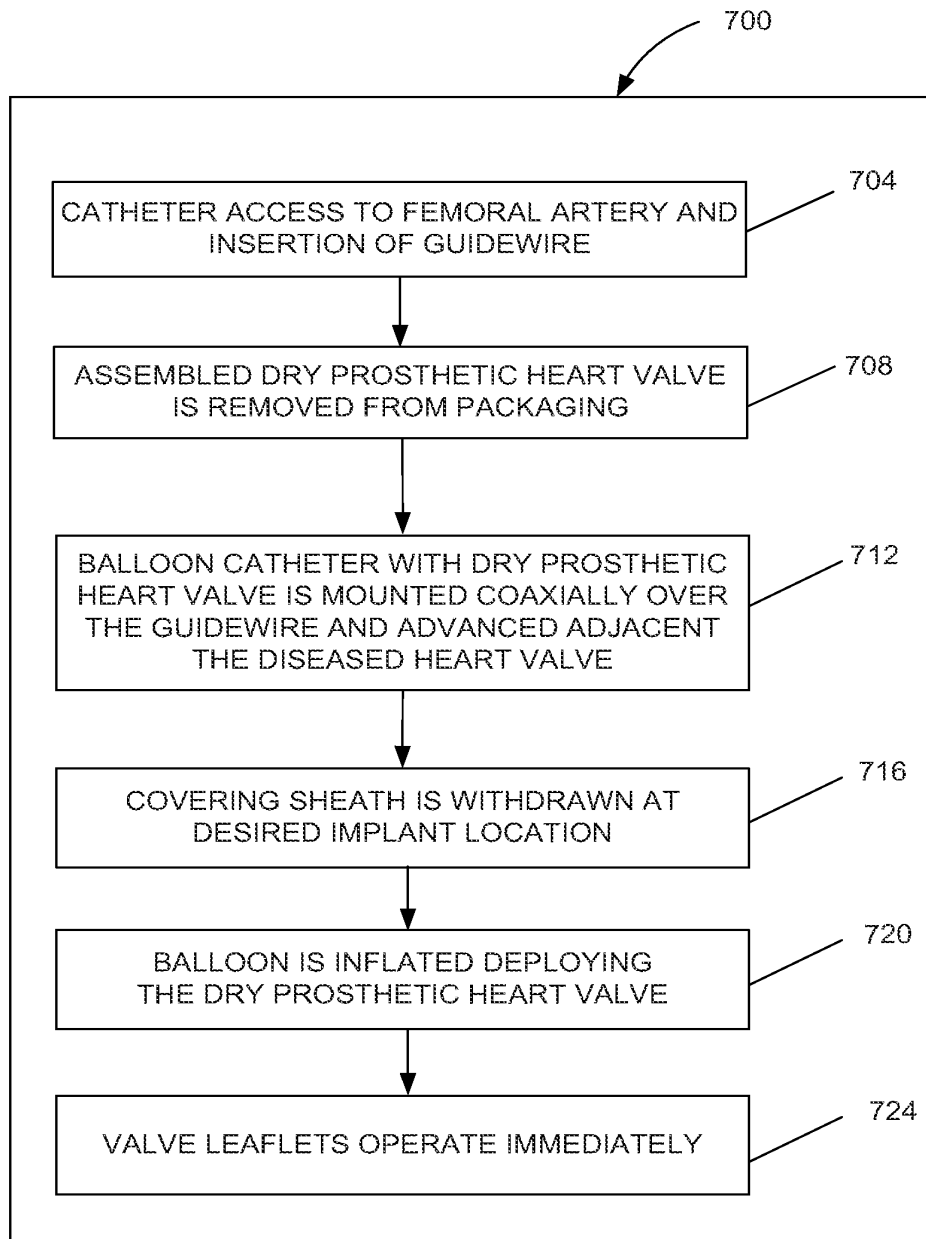 700
CATHETER ACCESS TO FEMORAL ARTERY AND
INSERTION OF GUIDEWIRE
704
ASSEMBLED DRY PROSTHETIC HEART VALVE
IS REMOVED FROM PACKAGING
708
BALLOON CATHETER WITH DRY PROSTHETIC
HEART VALVE IS MOUNTED COAXIALLY OVER
THE GUIDEWIRE AND ADVANCED ADJACENT
THE DISEASED HEART VALVE
712
COVERING SHEATH IS WITHDRAWN AT
DESIRED IMPLANT LOCATION
716
BALLOON IS INFLATED DEPLOYING
THE DRY PROSTHETIC HEART VALVE
720
VALVE LEAFLETS OPERATE IMMEDIATELY
724